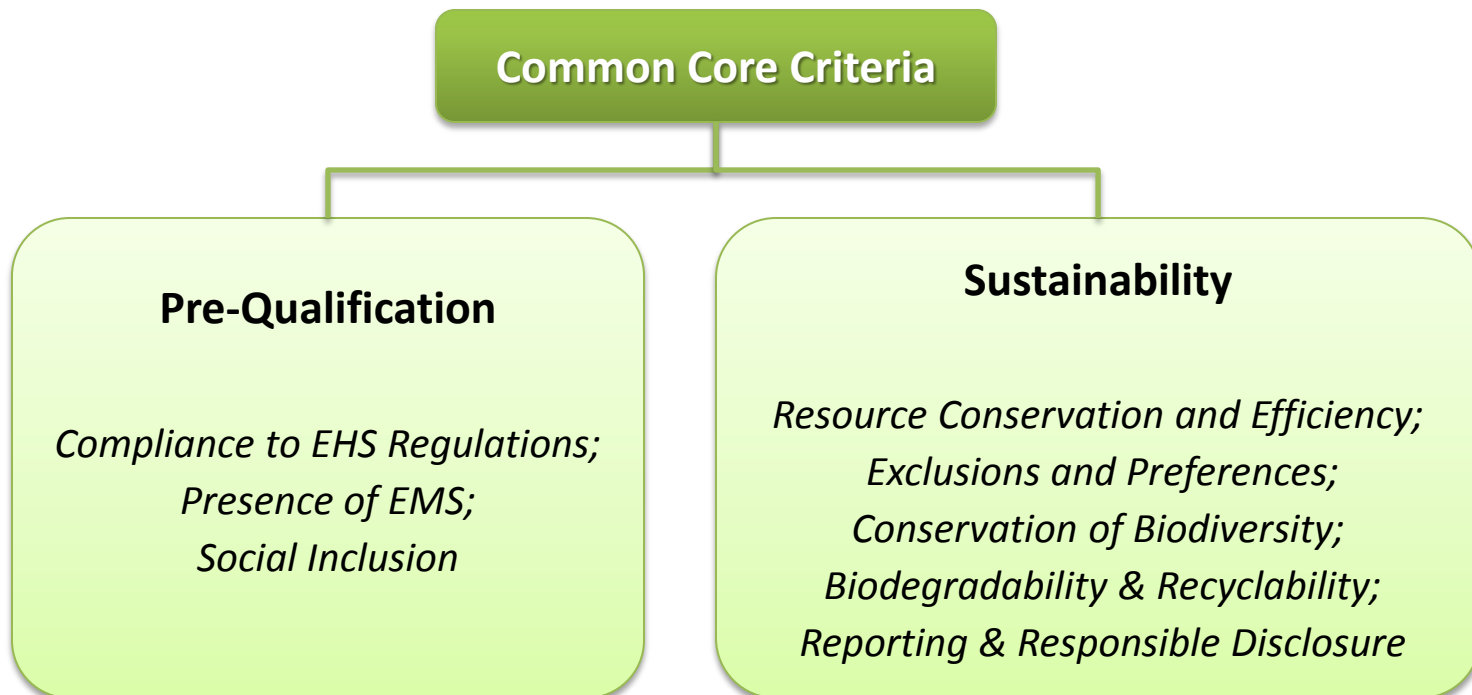 Common Core Criteria
Pre-Qualification
Compliance to EHS Regulations;
Presence of EMS;
Social Inclusion
Sustainability
Resource Conservation and Efficiency;
Exclusions and Preferences;
Conservation of Biodiversity;
Biodegradability & Recyclability;
Reporting & Responsible Disclosure